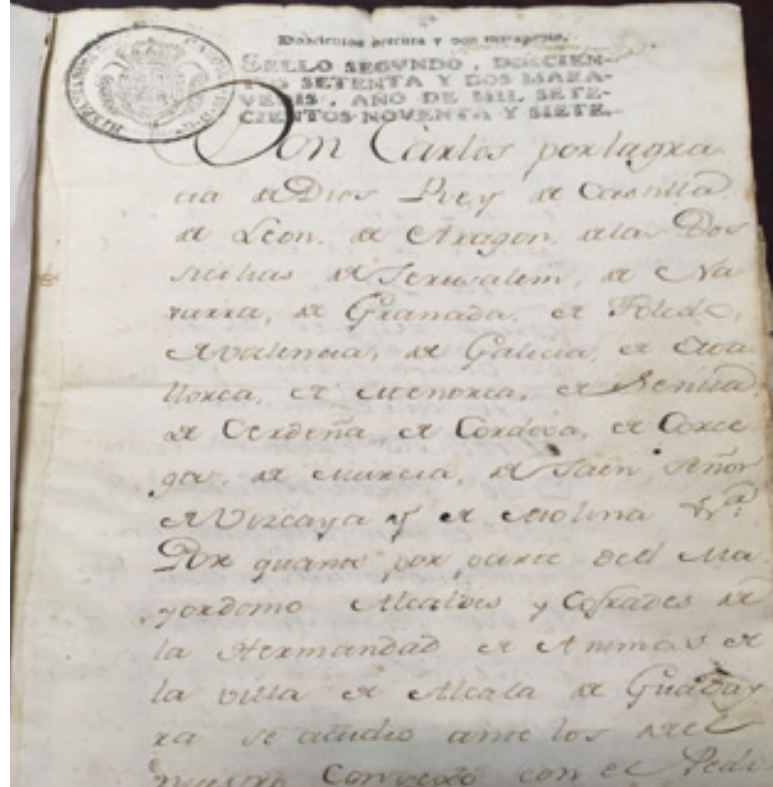 Doscientos setenta y dos maravedis.
SELLO SEGVNDO, DOSCIEN-
TOS SETENTA Y DOS MARA-
VEDIS, AÑO DE MIL SETE-
CIENTOS NOVENTA Y SIETE.
Don Carlos por la gra
cia de Dios Rey de Castilla
de Leon, de Aragon, de las Dos
Sicilias de Jerusalem, de Na
varra, de Granada, de Toledo,
de Valencia, de Galicia, de Ma
llorca, de Menorca, de Sevilla,
de Cerdeña, de Cordova, de Corce
ga, de Murcia, de Jaen, Señor
de Vizcaya y de Molina &ª
Por quanto por parte del Ma
yordomo Alcaldes y Cofrades de
la Hermandad de Animas de
la villa de Alcala de Guaday
ra se acudio ante los del
nuestro Consejo con el Pedi